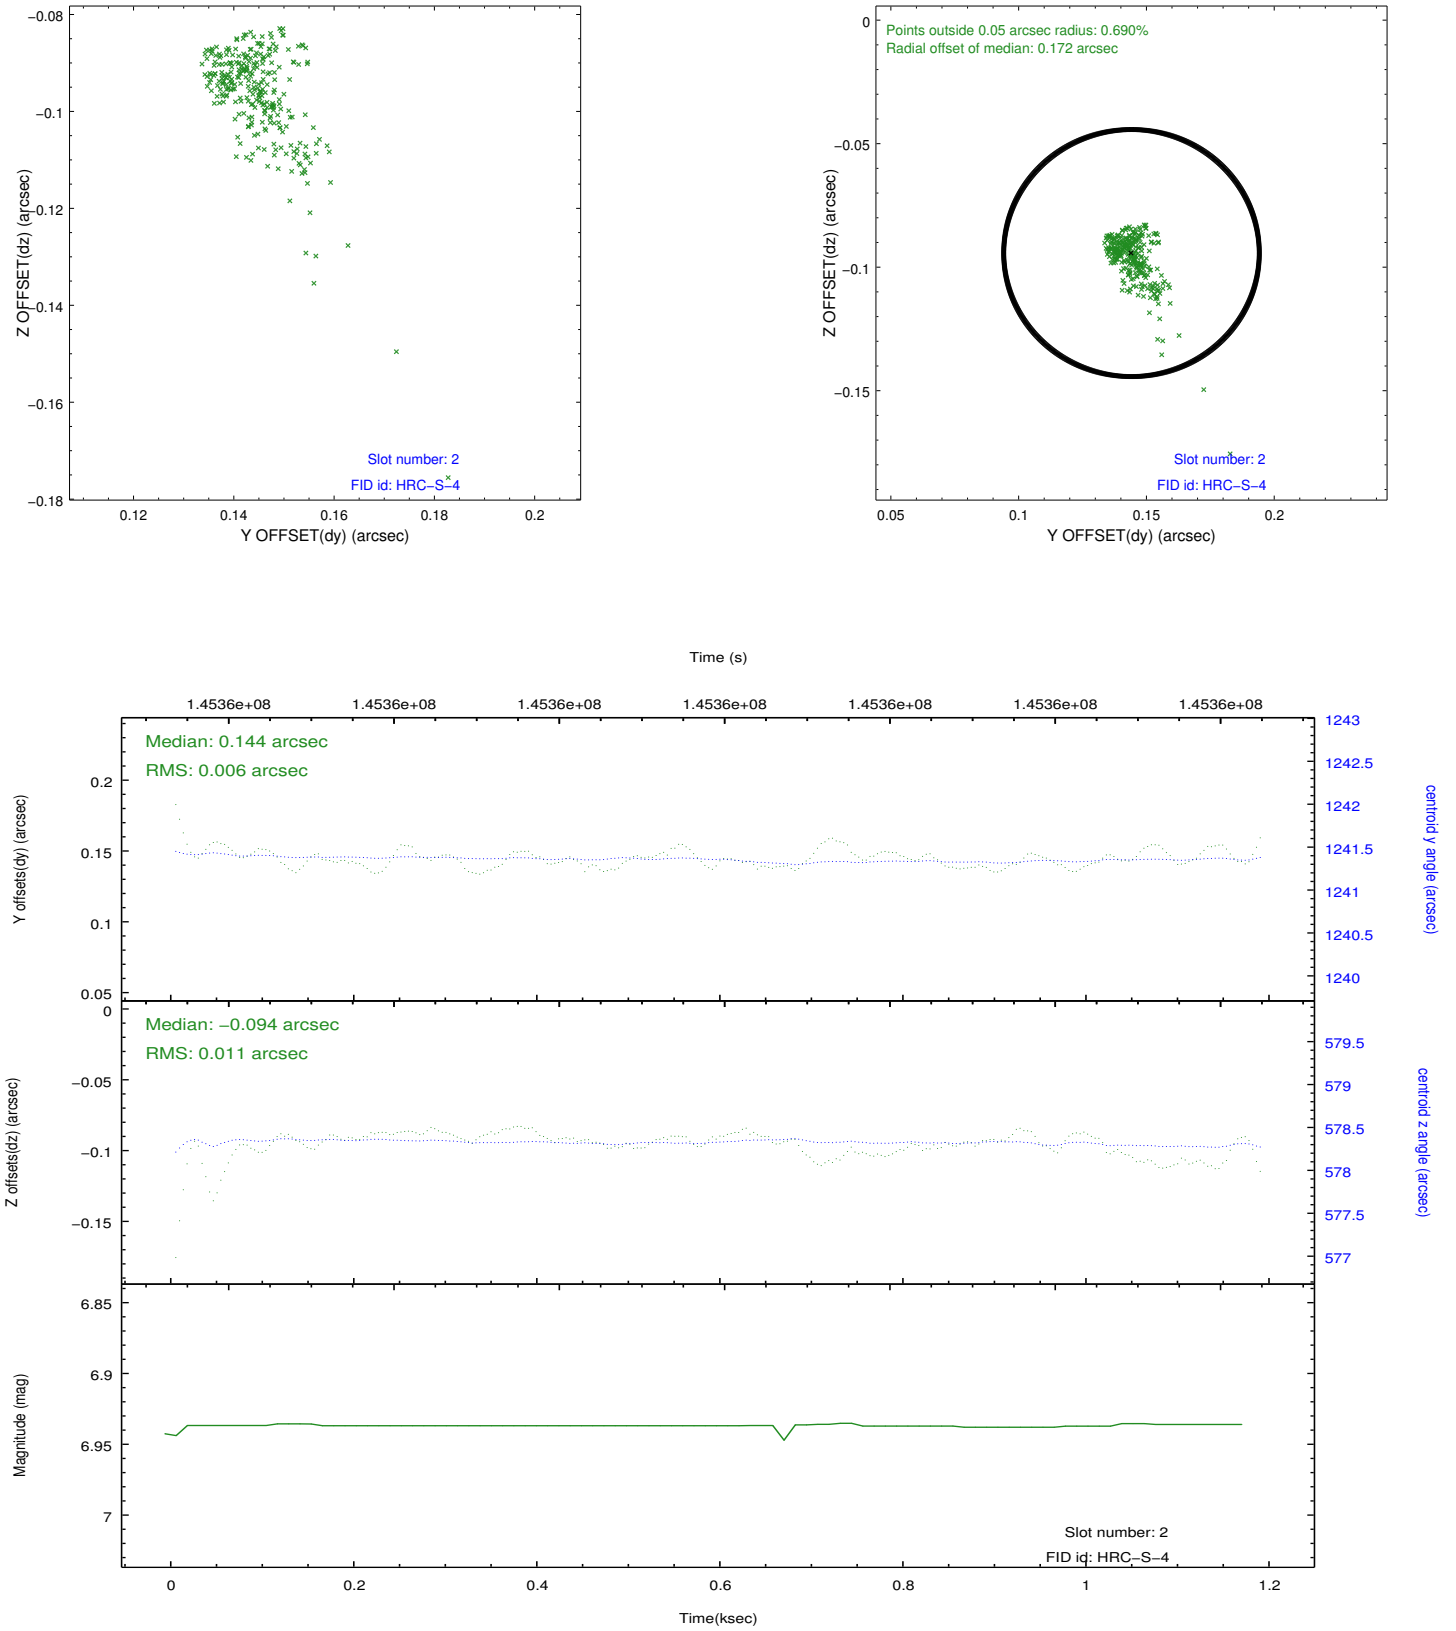 −0.08
−0.1
−0.12
−0.14
−0.16
−0.18
Z OFFSET(dz) (arcsec)
Slot number: 2
FID id: HRC−S−4
0.12
0.14
0.16
0.18
0.2
Y OFFSET(dy) (arcsec)
0
−0.05
−0.1
−0.15
Z OFFSET(dz) (arcsec)
Points outside 0.05 arcsec radius: 0.690%
Radial offset of median: 0.172 arcsec
Slot number: 2
FID id: HRC−S−4
0.05
0.1
0.15
0.2
Y OFFSET(dy) (arcsec)
Time (s)
1.4536e+08
1.4536e+08
1.4536e+08
1.4536e+08
1.4536e+08
1.4536e+08
1.4536e+08
Median: 0.144 arcsec
RMS: 0.006 arcsec
0.2
0.15
0.1
0.05
Y offsets(dy) (arcsec)
1243
1242.5
1242
1241.5
1241
1240.5
1240
centroid y angle (arcsec)
Median: −0.094 arcsec
RMS: 0.011 arcsec
0
−0.05
−0.1
−0.15
Z offsets(dz) (arcsec)
579.5
579
578.5
578
577.5
577
centroid z angle (arcsec)
6.85
6.9
6.95
7
Magnitude (mag)
Slot number: 2
FID id: HRC−S−4
0
0.2
0.4
0.6
0.8
1
1.2
Time(ksec)